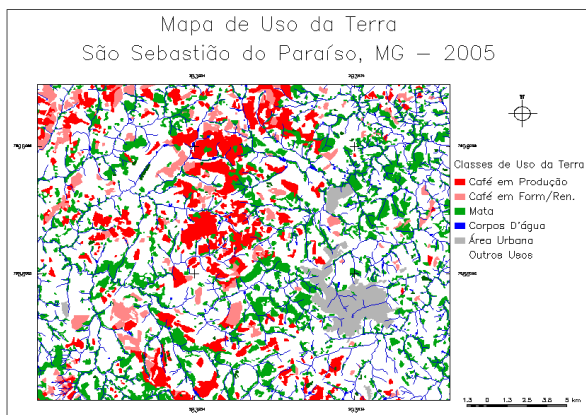 Mapa de Uso da Terra
São Sebastião do Paraíso, MG - 2005
N
Classes de Uso da Terra
Café em Produção
Café em Form/Ren.
Mata
Corpos D'água
Área Urbana
Outros Usos
1.3 0 1.3 2.5 5 km